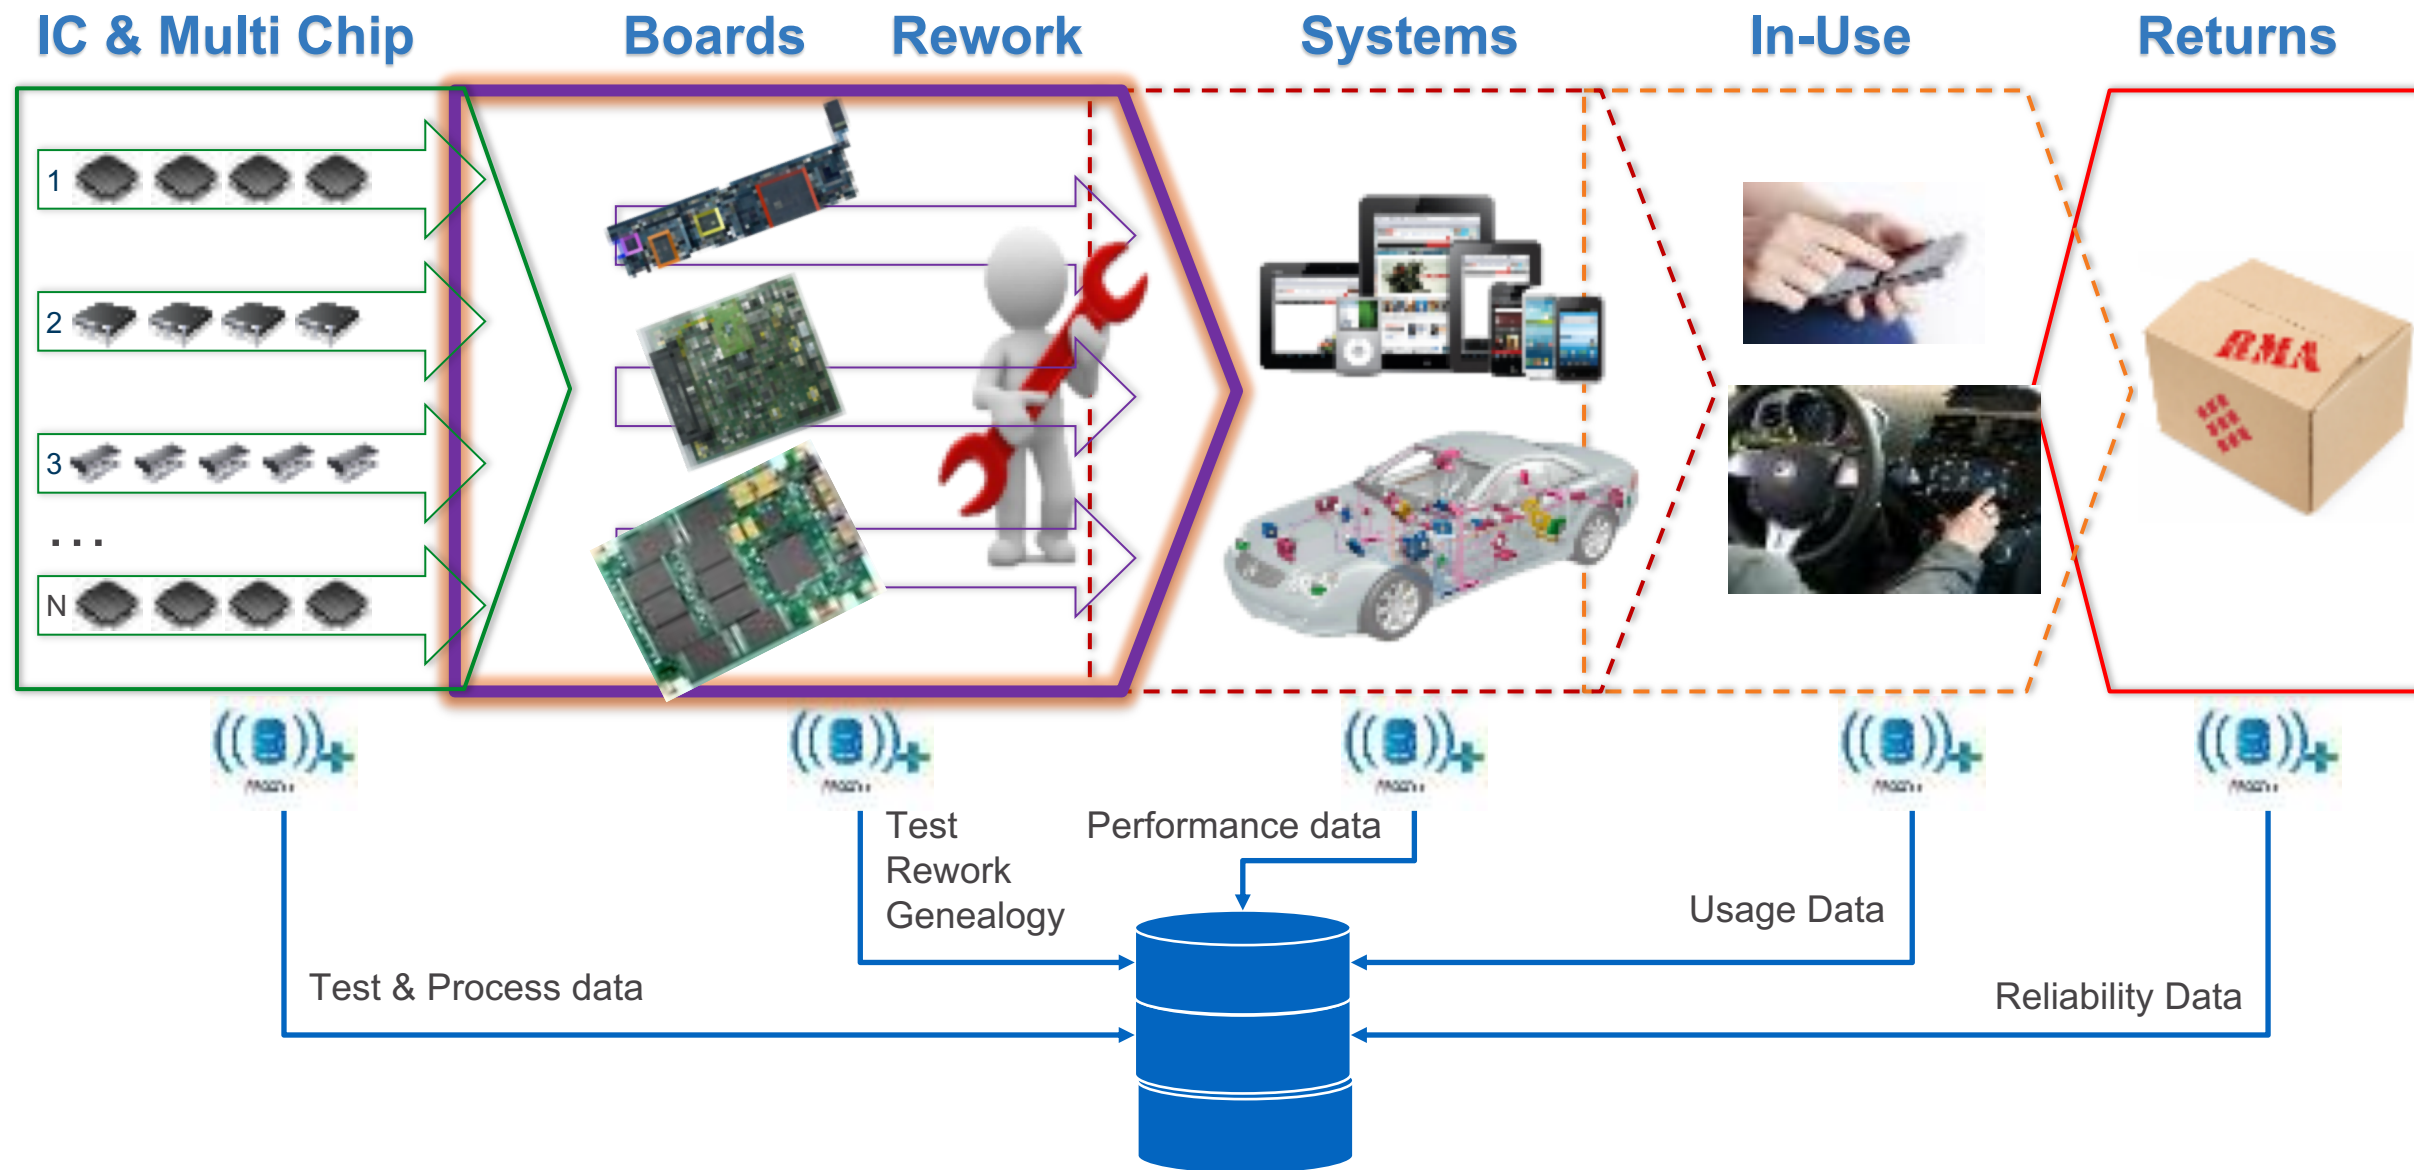 IC & Multi Chip
Boards
Rework
Systems
In-Use
Returns
1
2
3
...
N
RMA
Test
Rework
Genealogy
Performance data
Usage Data
Test & Process data
Reliability Data